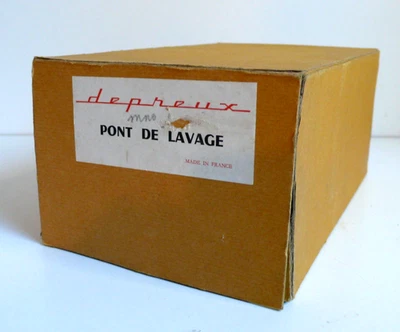 depreux
PONT DE LAVAGE
MADE IN FRANCE